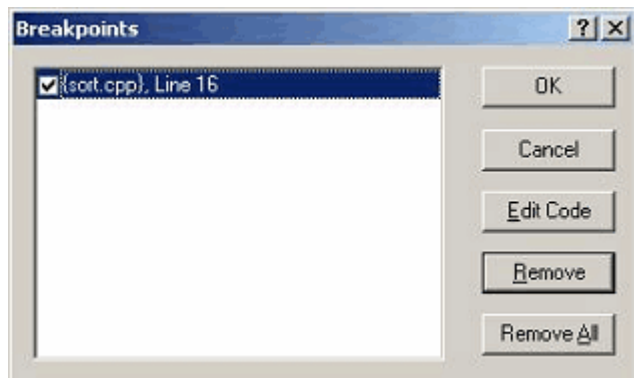 Breakpoints
{sort.cpp}, Line 16
OK
Cancel
Edit Code
Remove
Remove All